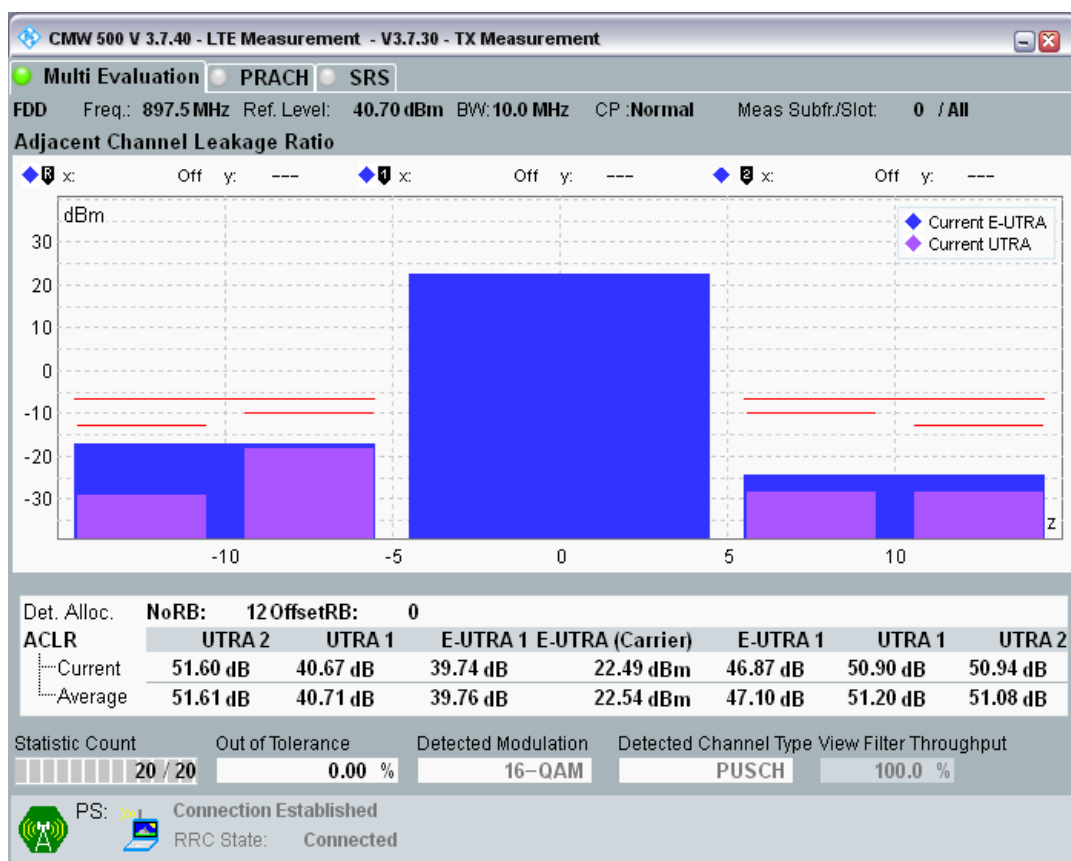 CMW 500 V 3.7.40 - LTE Measurement - V3.7.30 - TX Measurement
Multi Evaluation PRACH SRS
FDD Freq.: 897.5 MHz Ref. Level: 40.70 dBm BW: 10.0 MHz CP :Normal Meas Subfr./Slot: 0 / All
Adjacent Channel Leakage Ratio
R x: Off y: --- 1 x: Off y: --- 2 x: Off y: ---
dBm
Current E-UTRA
Current UTRA
30
20
10
0
-10
-20
-30
z
-10 -5 0 5 10
Det. Alloc. NoRB: 12 OffsetRB: 0
ACLR UTRA 2 UTRA 1 E-UTRA 1 E-UTRA (Carrier) E-UTRA 1 UTRA 1 UTRA 2
Current 51.60 dB 40.67 dB 39.74 dB 22.49 dBm 46.87 dB 50.90 dB 50.94 dB
Average 51.61 dB 40.71 dB 39.76 dB 22.54 dBm 47.10 dB 51.20 dB 51.08 dB
Statistic Count Out of Tolerance Detected Modulation Detected Channel Type View Filter Throughput
20 / 20 0.00 % 16-QAM PUSCH 100.0 %
PS: Connection Established
RRC State: Connected